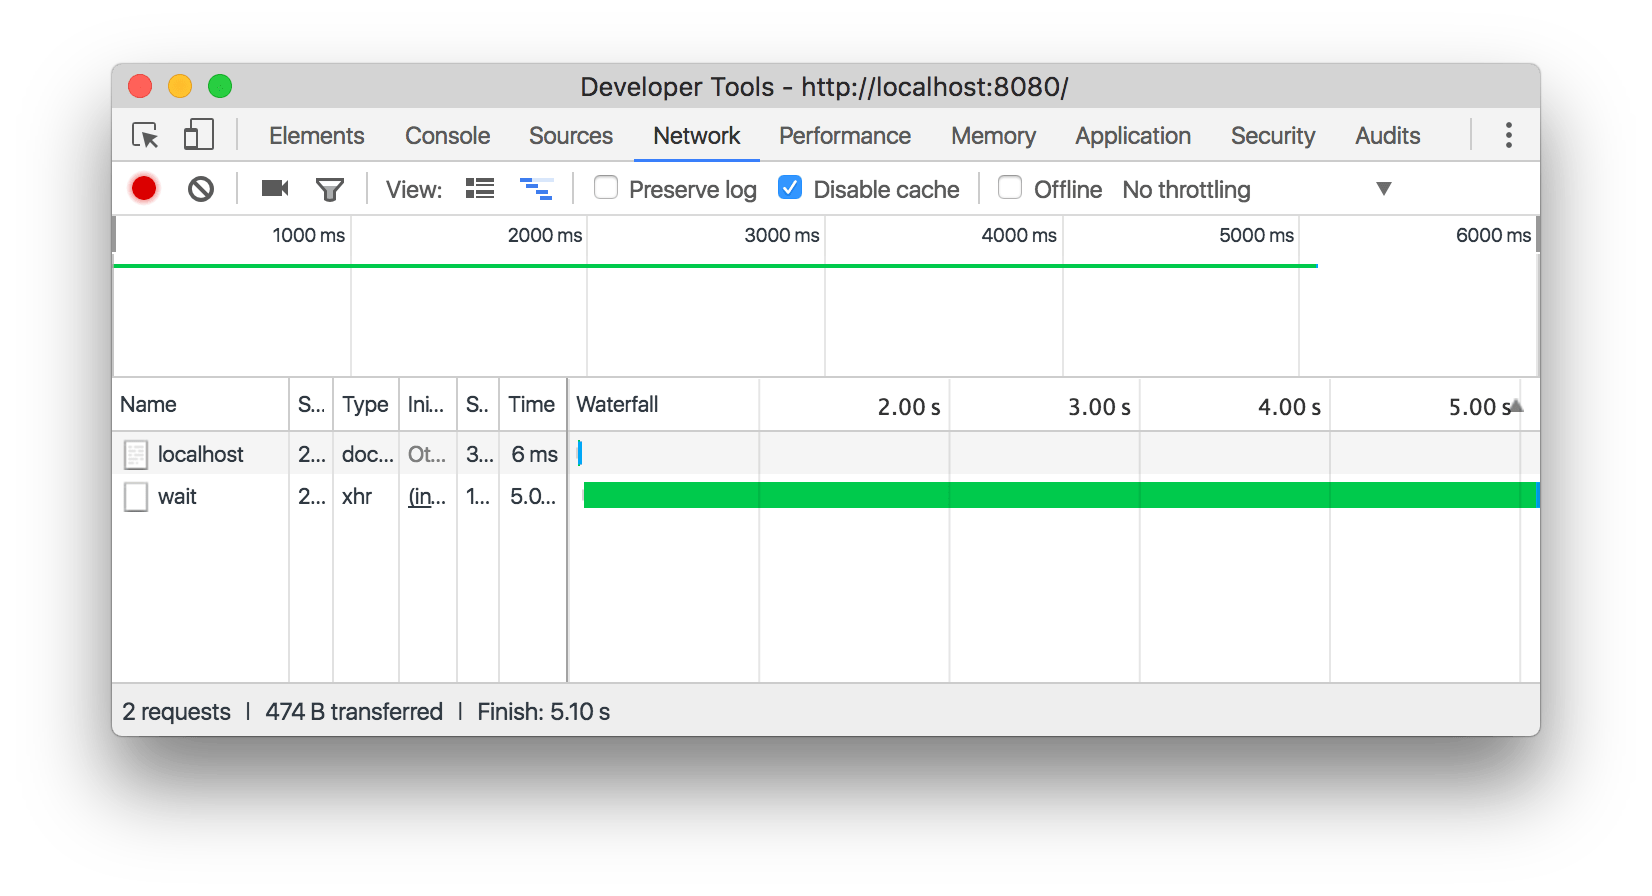 Developer Tools - http://localhost:8080/
Elements Console Sources Network Performance Memory Application Security Audits
View: Preserve log Disable cache Offline No throttling
1000 ms 2000 ms 3000 ms 4000 ms 5000 ms 6000 ms
Name S... Type Ini... S.. Time Waterfall 2.00 s 3.00 s 4.00 s 5.00 s
localhost 2... doc... Ot... 3... 6 ms
wait 2... xhr (in... 1... 5.0...
2 requests | 474 B transferred | Finish: 5.10 s